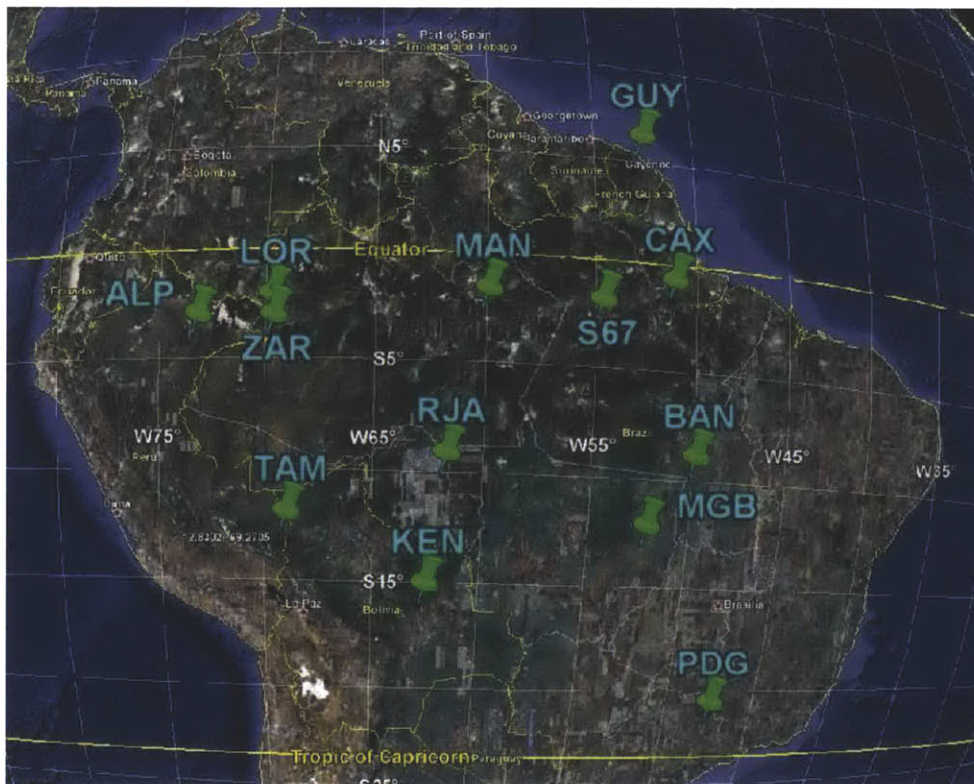 Caracas
Port-of Spain
Trinidad and Tobago
Panama
Panama
Venezuela
GUY
Georgetown
Paramaribo
N5°
Bogota
Colombia
Cayenne
Suriname
French Guiana
LOR
Equator
MAN
CAX
Quito
Ecuador
ALP
S67
ZAR
S5°
RJA
BAN
W75°
W65°
W55°
Brazil
W45°
W35°
Peru
TAM
Lima
MGB
KEN
S15°
La Paz
Bolivia
Brasilia
PDG
Tropic of Capricorn
Paraguay